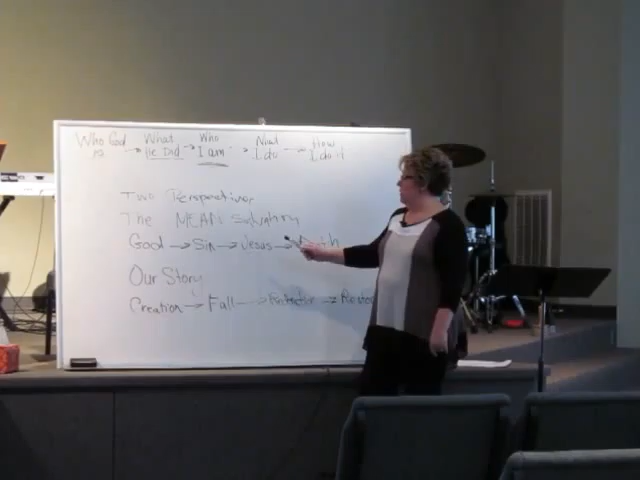 Who God is → What He Did → Who I am → What I do → How I do it
Two Perspectives
The MEANS salvation
God → Sin → Jesus →
Our Story
Creation → Fall →